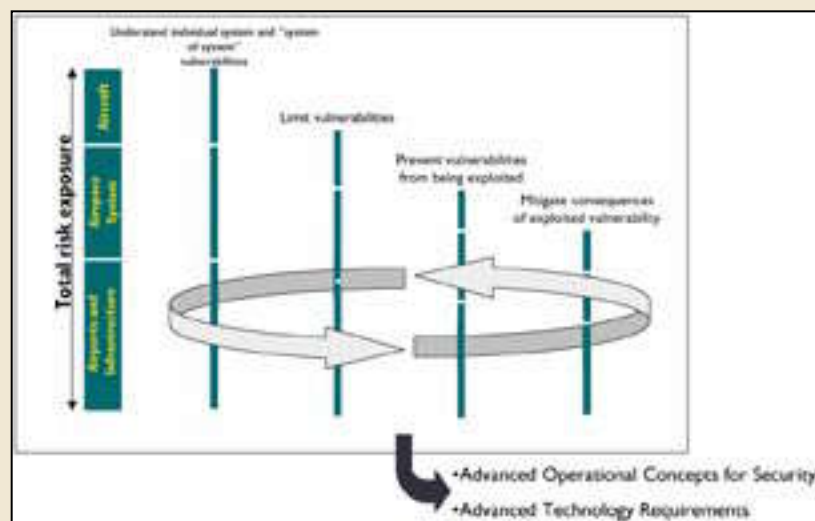 Understand individual system and "system
of system"
vulnerabilities
Limit vulnerabilities
Prevent vulnerabilities
from being exploited
Mitigate consequences
of exploited vulnerability
Total risk exposure
Aircraft
Airspace
System
Airports and
Infrastructure
•Advanced Operational Concepts for Security
•Advanced Technology Requirements